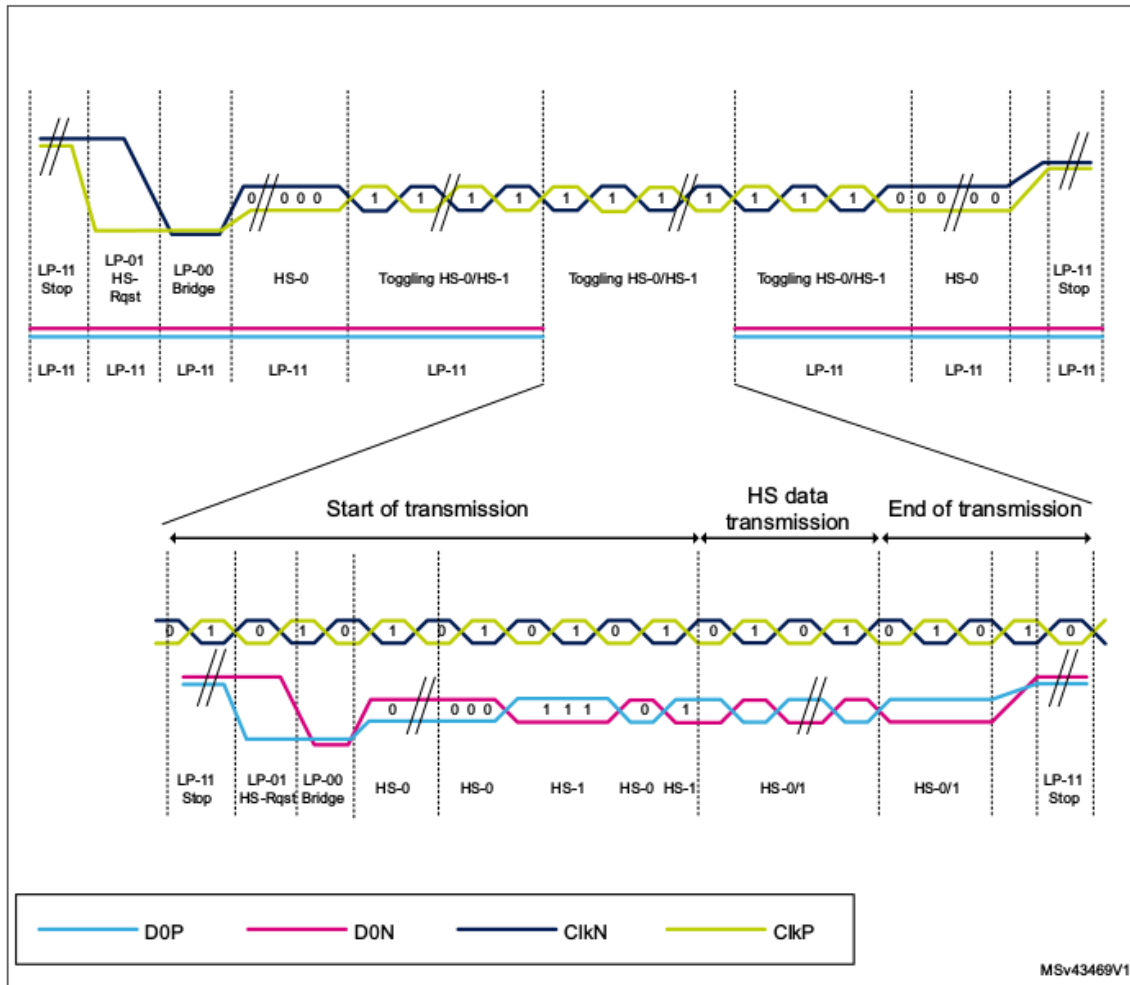 0 0 0 0 1 1 1 1 1 1 1 1 1 1 1 0 0 0 0 0
LP-11 Stop
LP-01 HS-Rqst
LP-00 Bridge
HS-0
Toggling HS-0/HS-1
Toggling HS-0/HS-1
Toggling HS-0/HS-1
HS-0
LP-11 Stop
LP-11 LP-11 LP-11 LP-11 LP-11 LP-11 LP-11 LP-11
Start of transmission
HS data transmission
End of transmission
0 1 0 1 0 1 0 1 0 1 0 1 0 1 0 1 0 1 0 1 0
0 0 0 0 1 1 1 0 1
LP-11 Stop
LP-01 HS-Rqst
LP-00 Bridge
HS-0
HS-0
HS-1
HS-0
HS-1
HS-0/1
HS-0/1
LP-11 Stop
D0P D0N ClkN ClkP
MSv43469V1